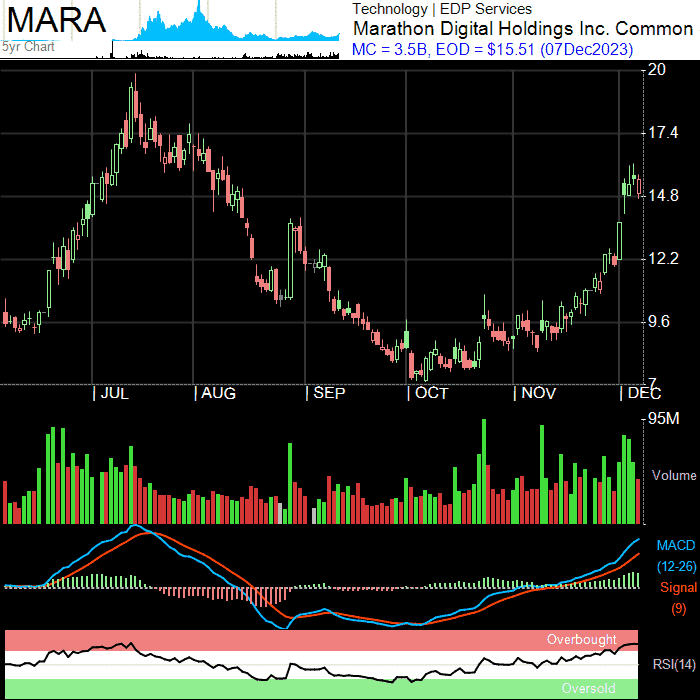 MARA
5yr Chart
Technology | EDP Services
Marathon Digital Holdings Inc. Common
MC = 3.5B, EOD = $15.51 (07Dec2023)
20
17.4
14.8
12.2
9.6
7
| JUL | AUG | SEP | OCT | NOV | DEC
95M
Volume
MACD
(12-26)
Signal
(9)
Overbought
RSI(14)
Oversold